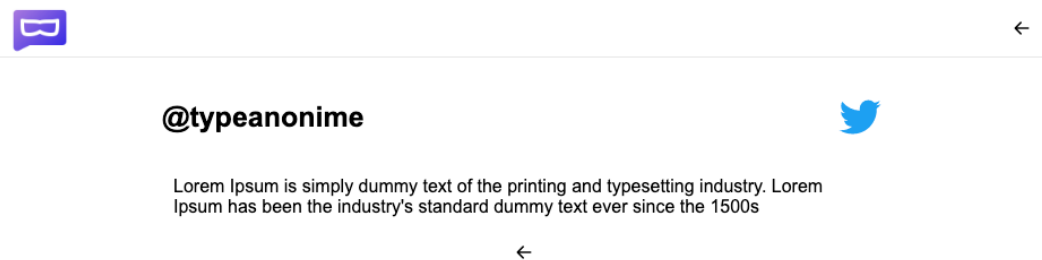 @typeanonime
Lorem Ipsum is simply dummy text of the printing and typesetting industry. Lorem
Ipsum has been the industry's standard dummy text ever since the 1500s